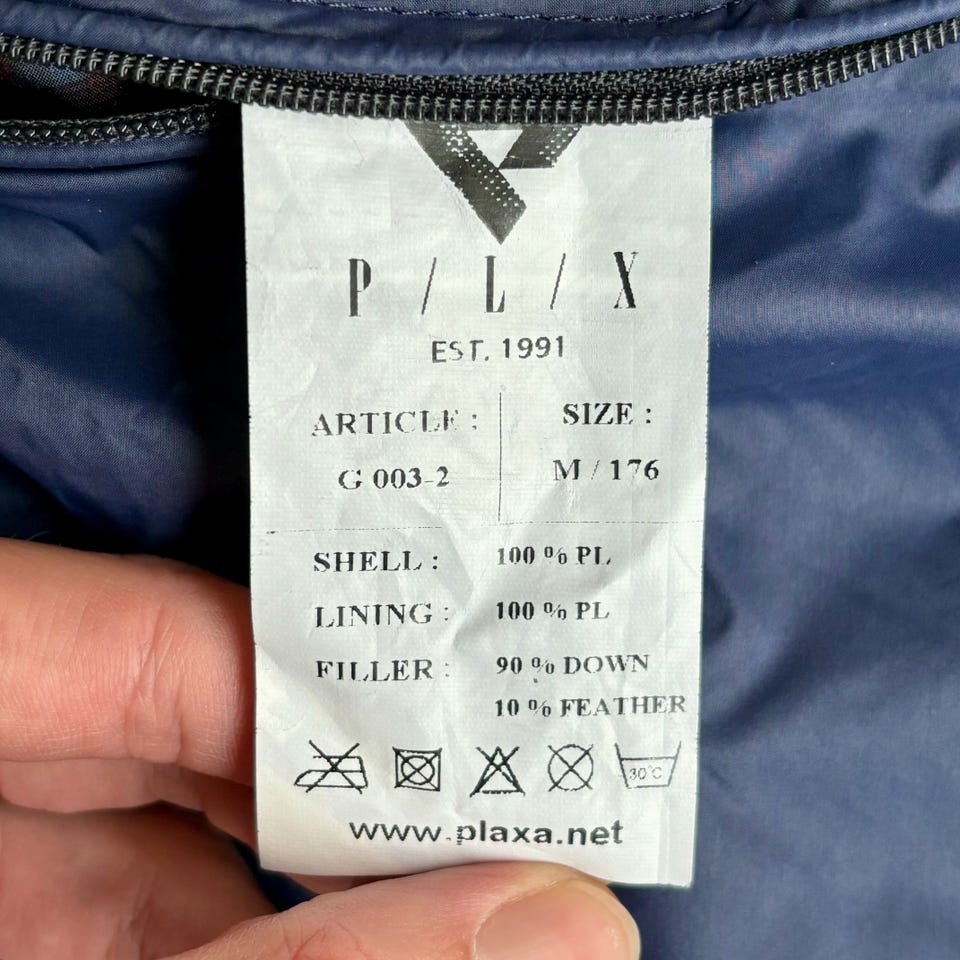 P / L / X
EST. 1991
ARTICLE : SIZE :
G 003-2 M / 176
SHELL : 100 % PL
LINING : 100 % PL
FILLER : 90 % DOWN
10 % FEATHER
30°C
www.plaxa.net